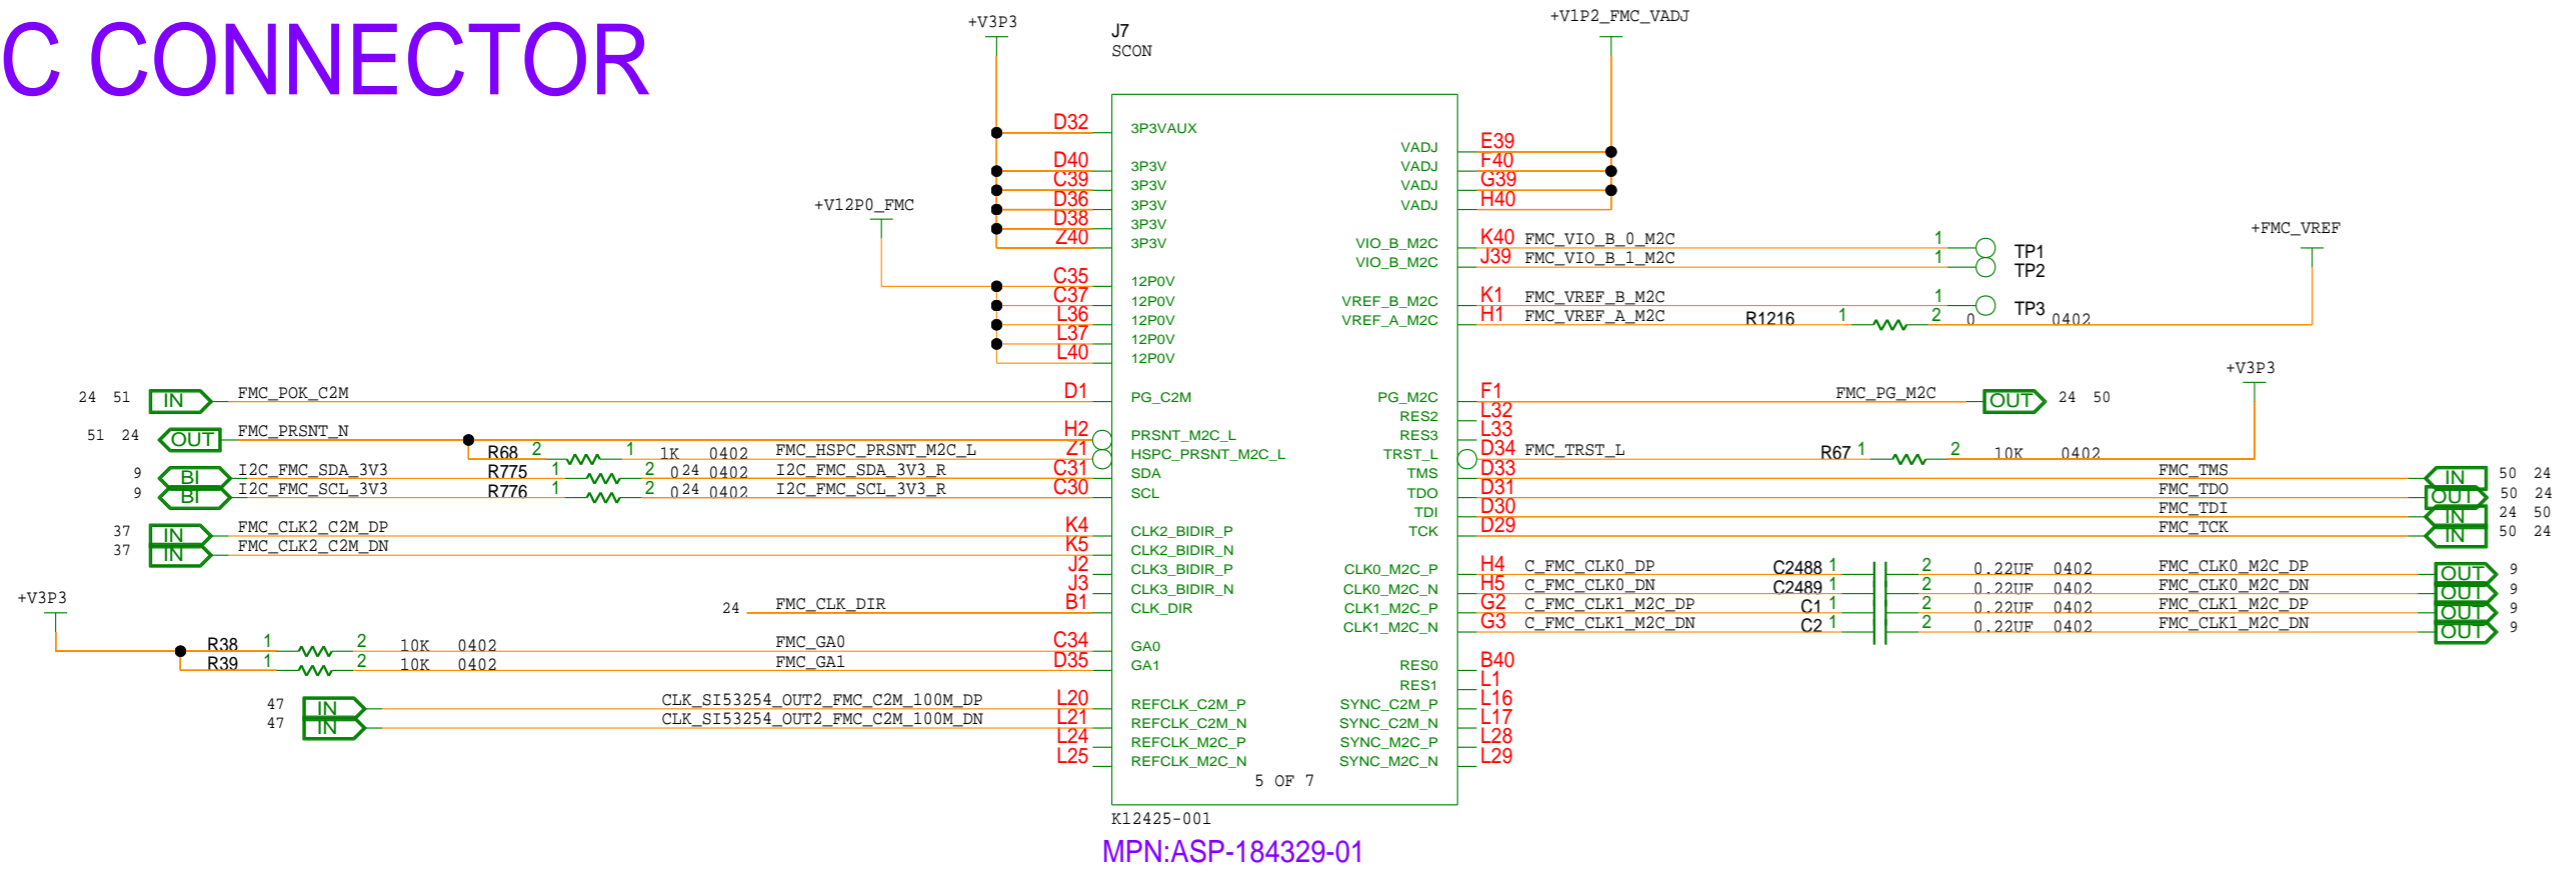 C CONNECTOR
+V3P3
J7
SCON
+V1P2_FMC_VADJ
D32 3P3VAUX
D40 3P3V
C39 3P3V
D36 3P3V
D38 3P3V
Z40 3P3V
VADJ E39
VADJ F40
VADJ G39
VADJ H40
+V12P0_FMC
C35 12P0V
C37 12P0V
L36 12P0V
L37 12P0V
L40 12P0V
VIO_B_M2C K40 FMC_VIO_B_0_M2C 1 TP1
VIO_B_M2C J39 FMC_VIO_B_1_M2C 1 TP2
+FMC_VREF
VREF_B_M2C K1 FMC_VREF_B_M2C 1 TP3
VREF_A_M2C H1 FMC_VREF_A_M2C R1216 1 2 0 0402
24 51 IN FMC_POK_C2M D1 PG_C2M
51 24 OUT FMC_PRSNT_N H2 PRSNT_M2C_L
R68 2 1 1K 0402 FMC_HSPC_PRSNT_M2C_L Z1 HSPC_PRSNT_M2C_L
9 BI I2C_FMC_SDA_3V3 R775 1 2 0 24 0402 I2C_FMC_SDA_3V3_R C31 SDA
9 BI I2C_FMC_SCL_3V3 R776 1 2 0 24 0402 I2C_FMC_SCL_3V3_R C30 SCL
PG_M2C F1 FMC_PG_M2C OUT 24 50
RES2 L32
RES3 L33
+V3P3
TRST_L D34 FMC_TRST_L R67 1 2 10K 0402
TMS D33 FMC_TMS IN 50 24
TDO D31 FMC_TDO OUT 50 24
TDI D30 FMC_TDI IN 24 50
TCK D29 FMC_TCK IN 50 24
37 IN FMC_CLK2_C2M_DP K4 CLK2_BIDIR_P
37 IN FMC_CLK2_C2M_DN K5 CLK2_BIDIR_N
J2 CLK3_BIDIR_P
J3 CLK3_BIDIR_N
24 FMC_CLK_DIR B1 CLK_DIR
CLK0_M2C_P H4 C_FMC_CLK0_DP C2488 1 2 0.22UF 0402 FMC_CLK0_M2C_DP OUT 9
CLK0_M2C_N H5 C_FMC_CLK0_DN C2489 1 2 0.22UF 0402 FMC_CLK0_M2C_DN OUT 9
CLK1_M2C_P G2 C_FMC_CLK1_M2C_DP C1 1 2 0.22UF 0402 FMC_CLK1_M2C_DP OUT 9
CLK1_M2C_N G3 C_FMC_CLK1_M2C_DN C2 1 2 0.22UF 0402 FMC_CLK1_M2C_DN OUT 9
+V3P3
R38 1 2 10K 0402 FMC_GA0 C34 GA0
R39 1 2 10K 0402 FMC_GA1 D35 GA1
RES0 B40
RES1 L1
47 IN CLK_SI53254_OUT2_FMC_C2M_100M_DP L20 REFCLK_C2M_P
47 IN CLK_SI53254_OUT2_FMC_C2M_100M_DN L21 REFCLK_C2M_N
L24 REFCLK_M2C_P
L25 REFCLK_M2C_N
SYNC_C2M_P L16
SYNC_C2M_N L17
SYNC_M2C_P L28
SYNC_M2C_N L29
5 OF 7
K12425-001
MPN:ASP-184329-01